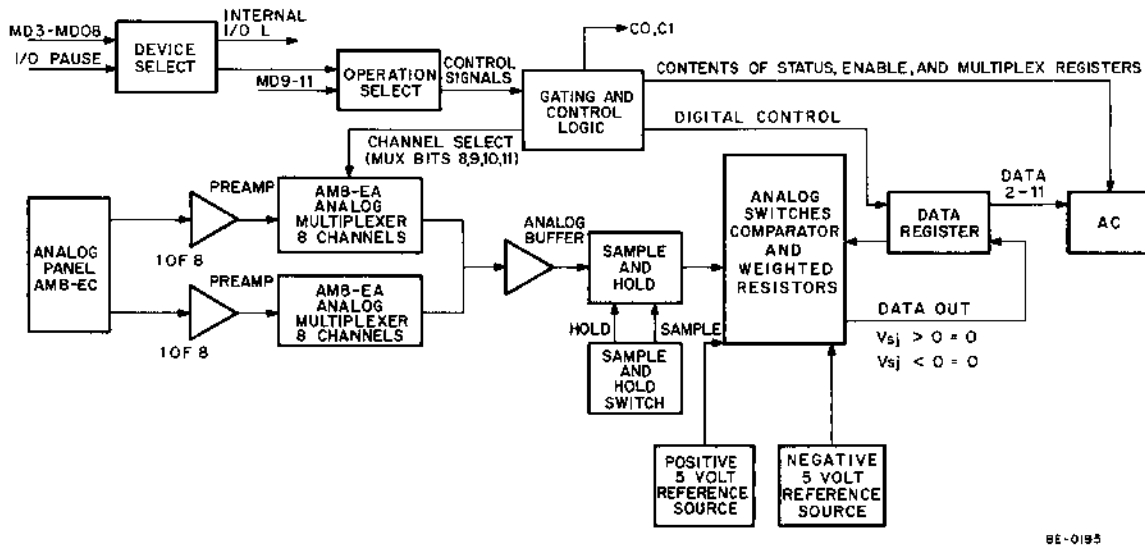 INTERNAL
I/O L
MD3-MD08
I/O PAUSE
DEVICE
SELECT
MD9-11
OPERATION
SELECT
CONTROL
SIGNALS
CO,C1
GATING AND
CONTROL
LOGIC
CONTENTS OF STATUS, ENABLE, AND MULTIPLEX REGISTERS
DIGITAL CONTROL
CHANNEL SELECT
(MUX BITS 8,9,10,11)
ANALOG
PANEL
AM8-EC
PREAMP
1 OF 8
AM8-EA
ANALOG
MULTIPLEXER
8 CHANNELS
PREAMP
1 OF 8
AM8-EA
ANALOG
MULTIPLEXER
8 CHANNELS
ANALOG
BUFFER
SAMPLE
AND
HOLD
HOLD
SAMPLE
SAMPLE
AND
HOLD
SWITCH
ANALOG
SWITCHES
COMPARATOR
AND
WEIGHTED
RESISTORS
DATA
REGISTER
DATA
2-11
AC
DATA OUT
Vsj > 0 = 0
Vsj < 0 = 0
POSITIVE
5 VOLT
REFERENCE
SOURCE
NEGATIVE
5 VOLT
REFERENCE
SOURCE
8E-0195